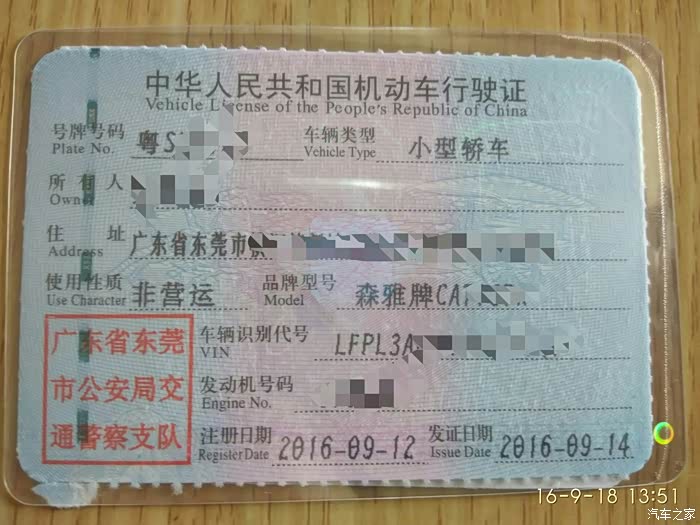 中华人民共和国机动车行驶证
Vehicle License of the People's Republic of China
号牌号码 粤S 车辆类型 小型轿车
Plate No. Vehicle Type
所有人
Owner
住址 广东省东莞市
Address
使用性质 非营运 品牌型号 森雅牌CA
Use Character Model
广东省东莞 车辆识别代号 LFPL3A
VIN
市公安局交 发动机号码
Engine No.
通警察支队 注册日期 2016-09-12 发证日期 2016-09-14
Register Date Issue Date
16-9-18 13:51
汽车之家